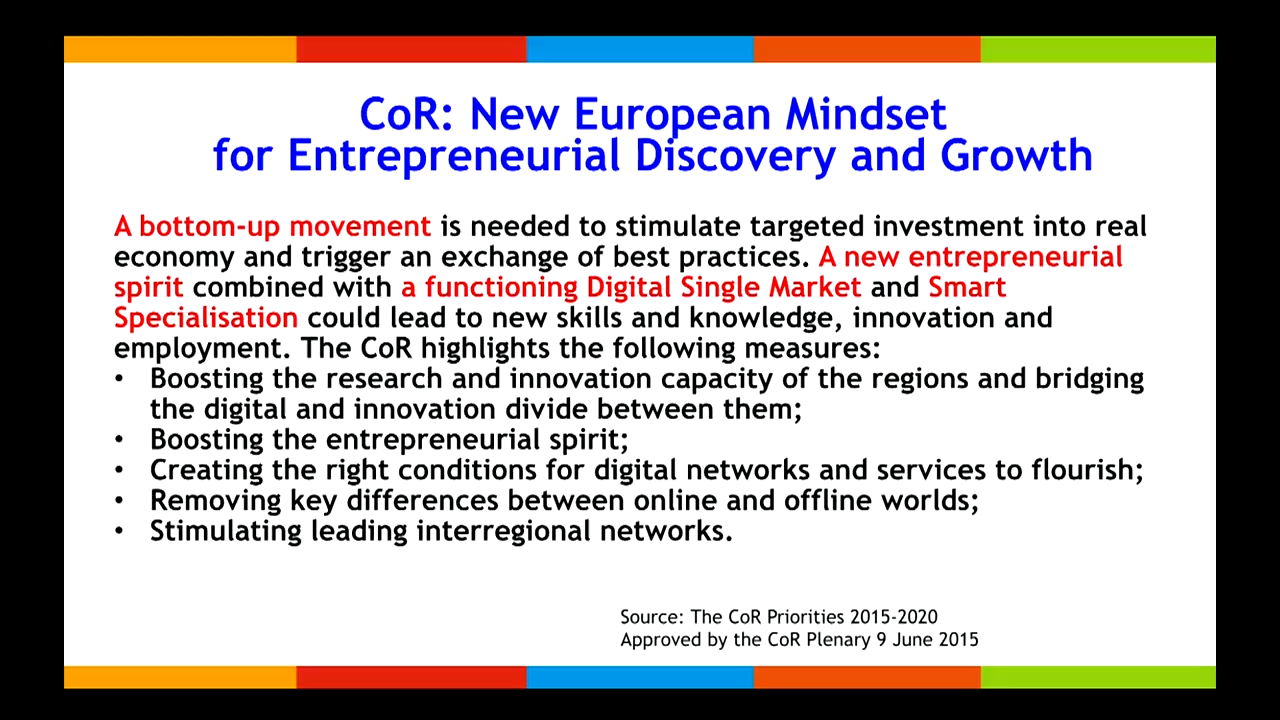 CoR: New European Mindset
for Entrepreneurial Discovery and Growth
A bottom-up movement is needed to stimulate targeted investment into real
economy and trigger an exchange of best practices. A new entrepreneurial
spirit combined with a functioning Digital Single Market and Smart
Specialisation could lead to new skills and knowledge, innovation and
employment. The CoR highlights the following measures:
• Boosting the research and innovation capacity of the regions and bridging
the digital and innovation divide between them;
• Boosting the entrepreneurial spirit;
• Creating the right conditions for digital networks and services to flourish;
• Removing key differences between online and offline worlds;
• Stimulating leading interregional networks.
Source: The CoR Priorities 2015-2020
Approved by the CoR Plenary 9 June 2015